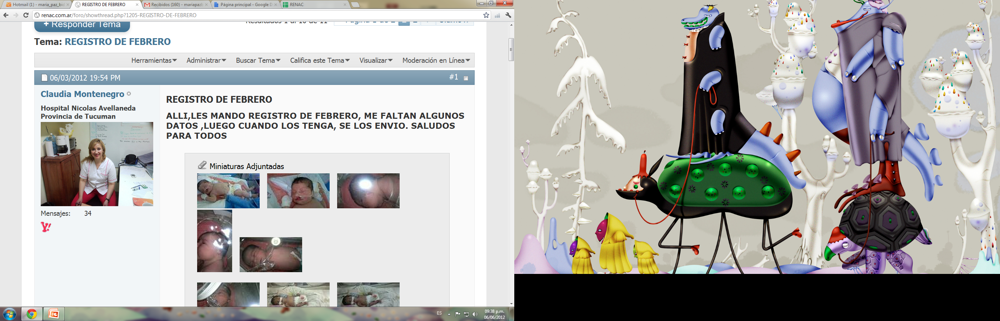 Hotmail (1) - maria_paz_bid
REGISTRO DE FEBRERO
Recibidos (160) - mariapazb
Página principal - Google D
RENAC
renac.com.ar/foro/showthread.php?1205-REGISTRO-DE-FEBRERO
+ Responder Tema
Resultados 1 al 10 de 11
Página 1 de 2
1 2
Último
Tema: REGISTRO DE FEBRERO
Herramientas Administrar Buscar Tema Califica este Tema Visualizar Moderación en Línea
06/03/2012 19:54 PM #1
Claudia Montenegro
Hospital Nicolas Avellaneda
Provincia de Tucuman
Mensajes: 34
Y!
REGISTRO DE FEBRERO
ALLI,LES MANDO REGISTRO DE FEBRERO, ME FALTAN ALGUNOS
DATOS ,LUEGO CUANDO LOS TENGA, SE LOS ENVIO. SALUDOS
PARA TODOS
Miniaturas Adjuntadas
ES
09:38 p.m.
06/06/2012